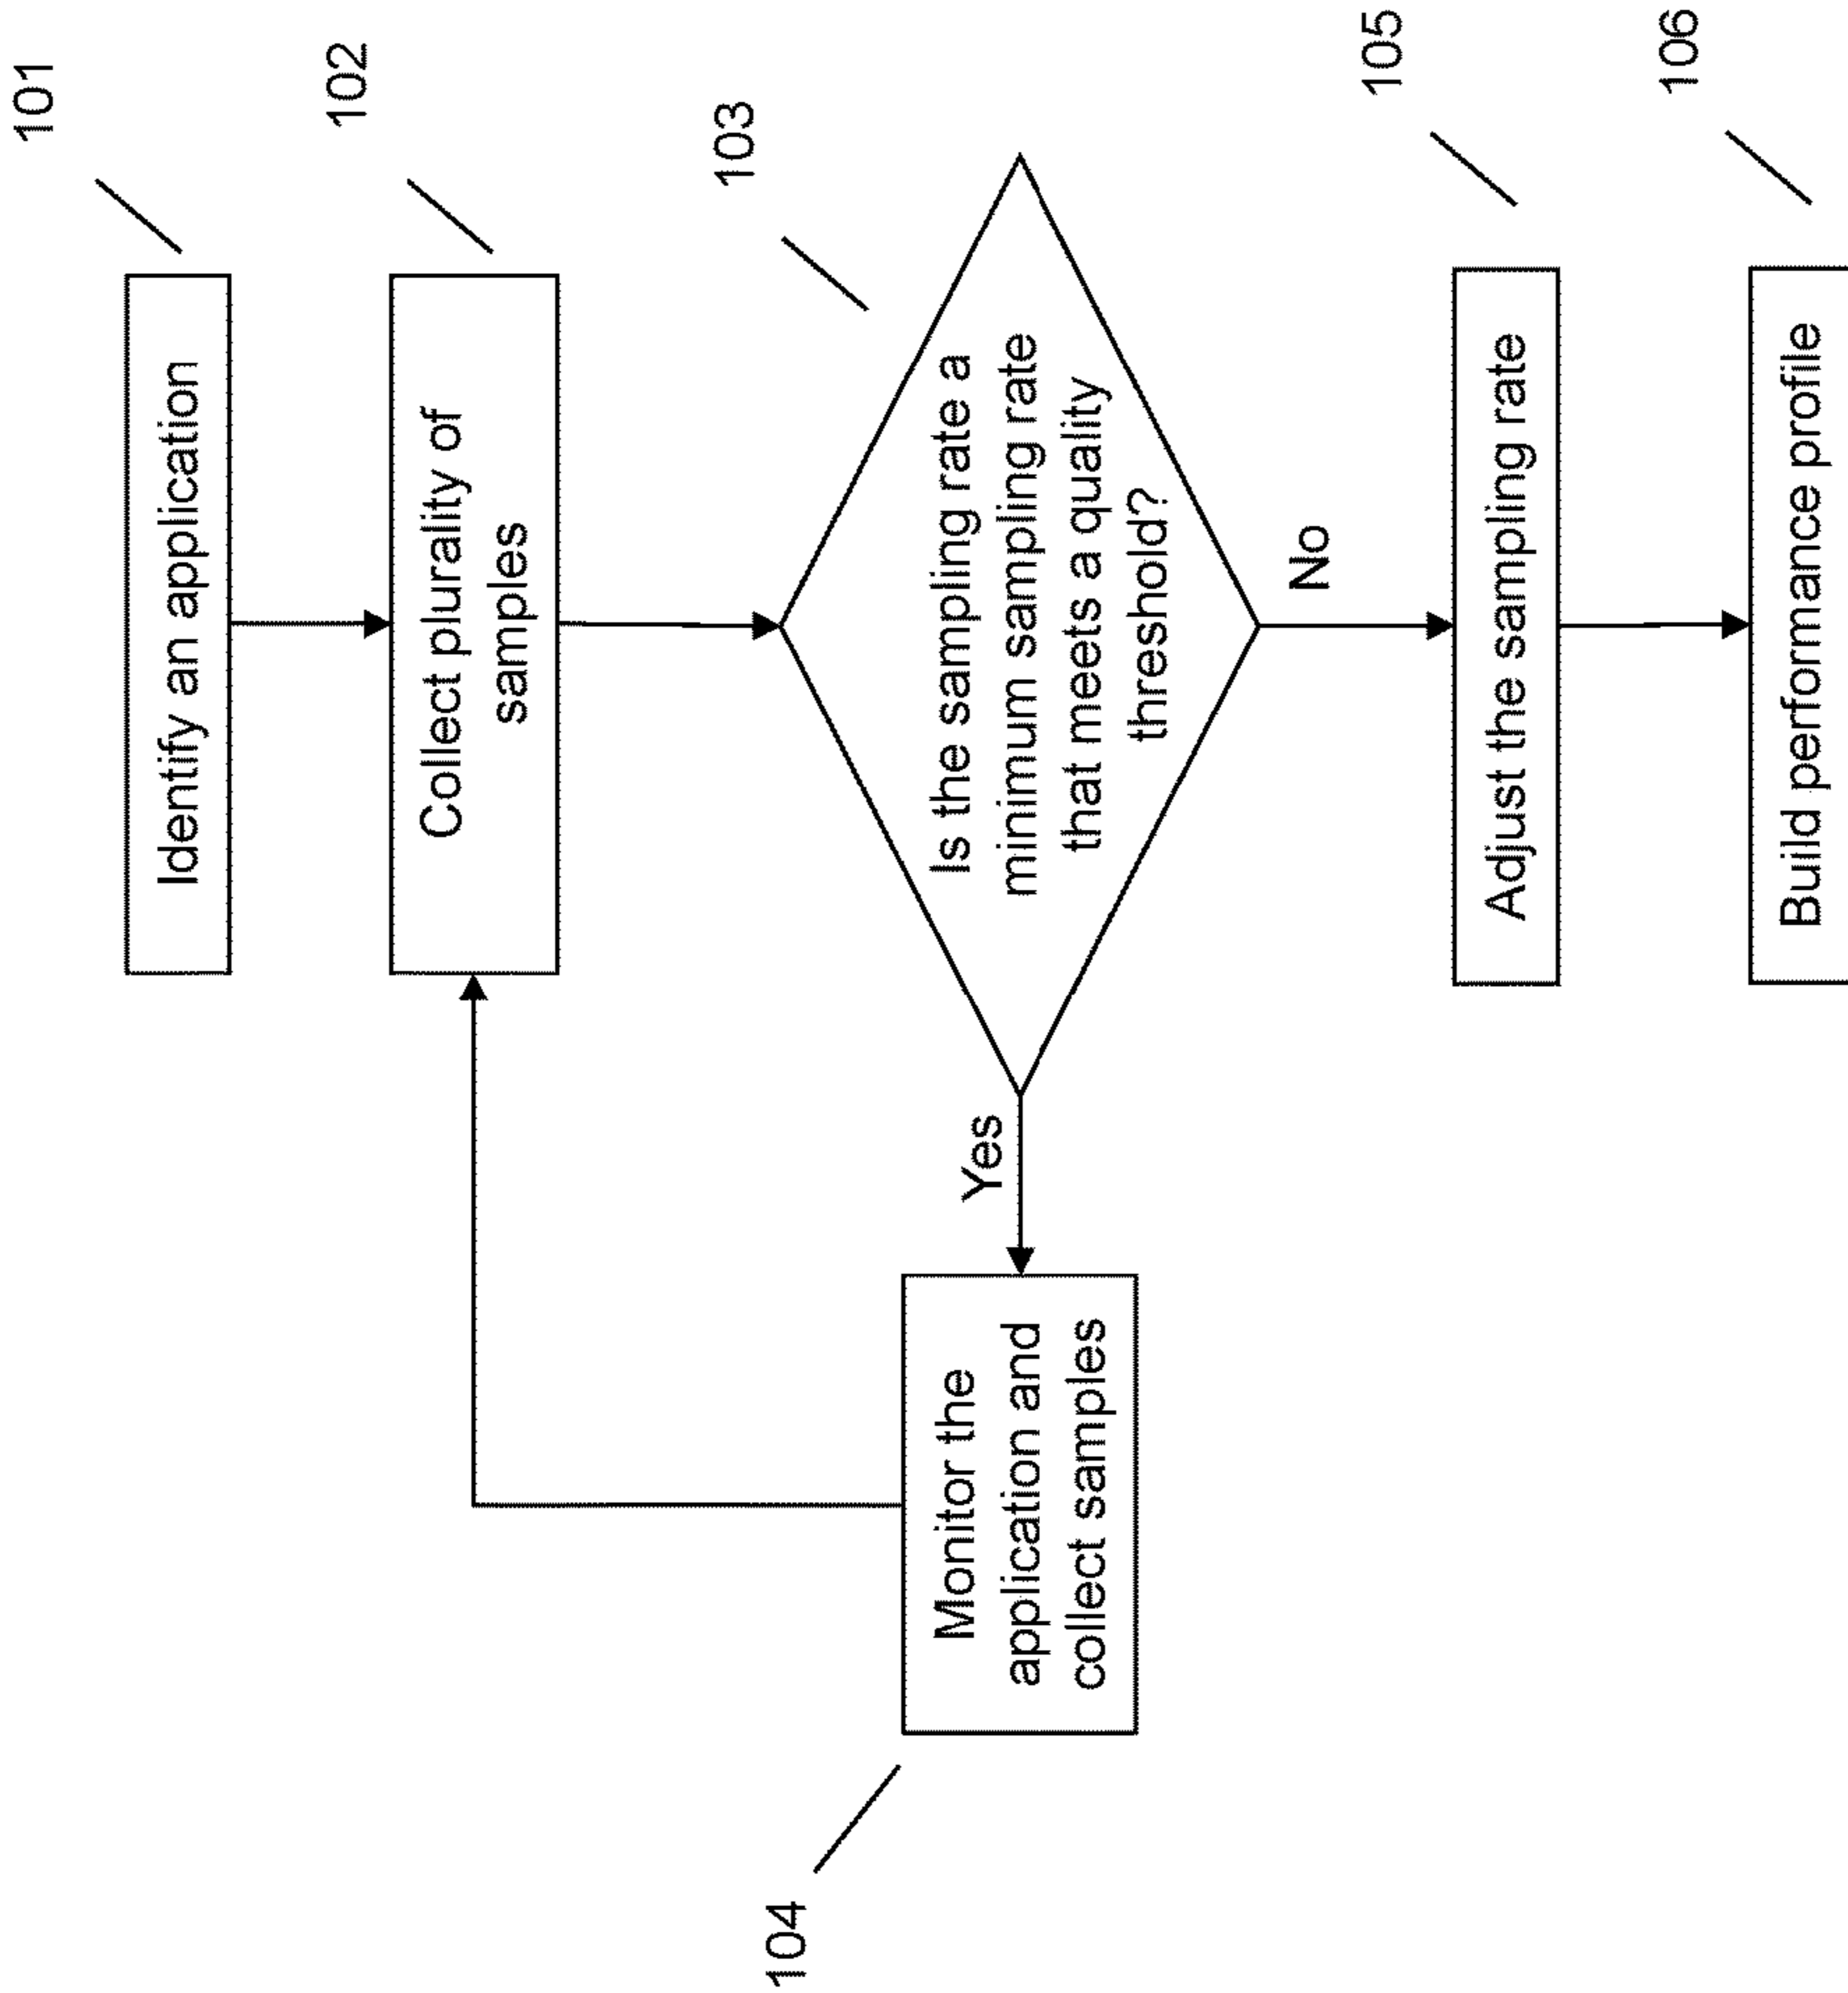 Identify an application
101
Collect plurality of
samples
102
Is the sampling rate a
minimum sampling rate
that meets a quality
threshold?
103
Yes
Monitor the
application and
collect samples
104
No
Adjust the sampling rate
105
Build performance profile
106